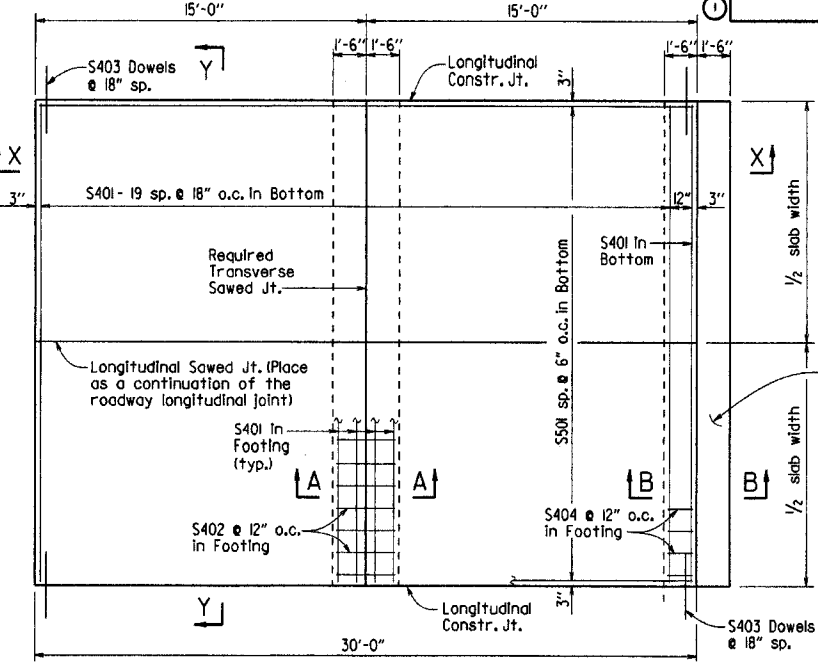 15'-0" 15'-0" 1
1'-6" 1'-6" 1'-6" 1'-6"
S403 Dowels
@ 18" sp.
Y
Longitudinal
Constr. Jt.
3"
X X
3" S401 - 19 sp. @ 18" o.c. in Bottom 12" 3"
Required
Transverse
Sawed Jt.
S401 in
Bottom
1/2 slab width
S501 sp. @ 6" o.c. in Bottom
Longitudinal Sawed Jt. (Place
as a continuation of the
roadway longitudinal joint)
S401 in
Footing
(typ.)
A A B B
1/2 slab width
S402 @ 12" o.c.
in Footing
S404 @ 12" o.c.
in Footing
Y
Longitudinal
Constr. Jt.
3"
S403 Dowels
@ 18" sp.
30'-0"